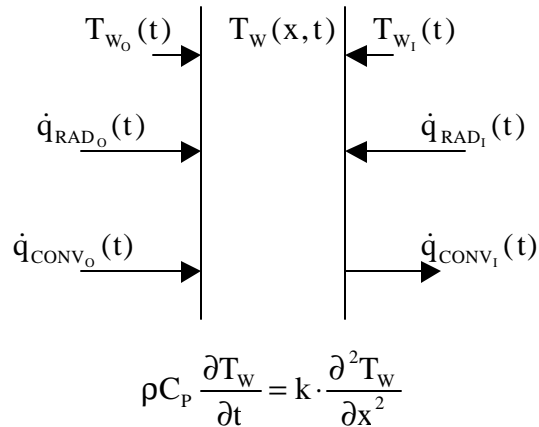 T_{W_O}(t) T_W(x,t) T_{W_I}(t)
q̇_{RAD_O}(t) q̇_{RAD_I}(t)
q̇_{CONV_O}(t) q̇_{CONV_I}(t)
ρC_P ∂T_W/∂t = k · ∂²T_W/∂x²